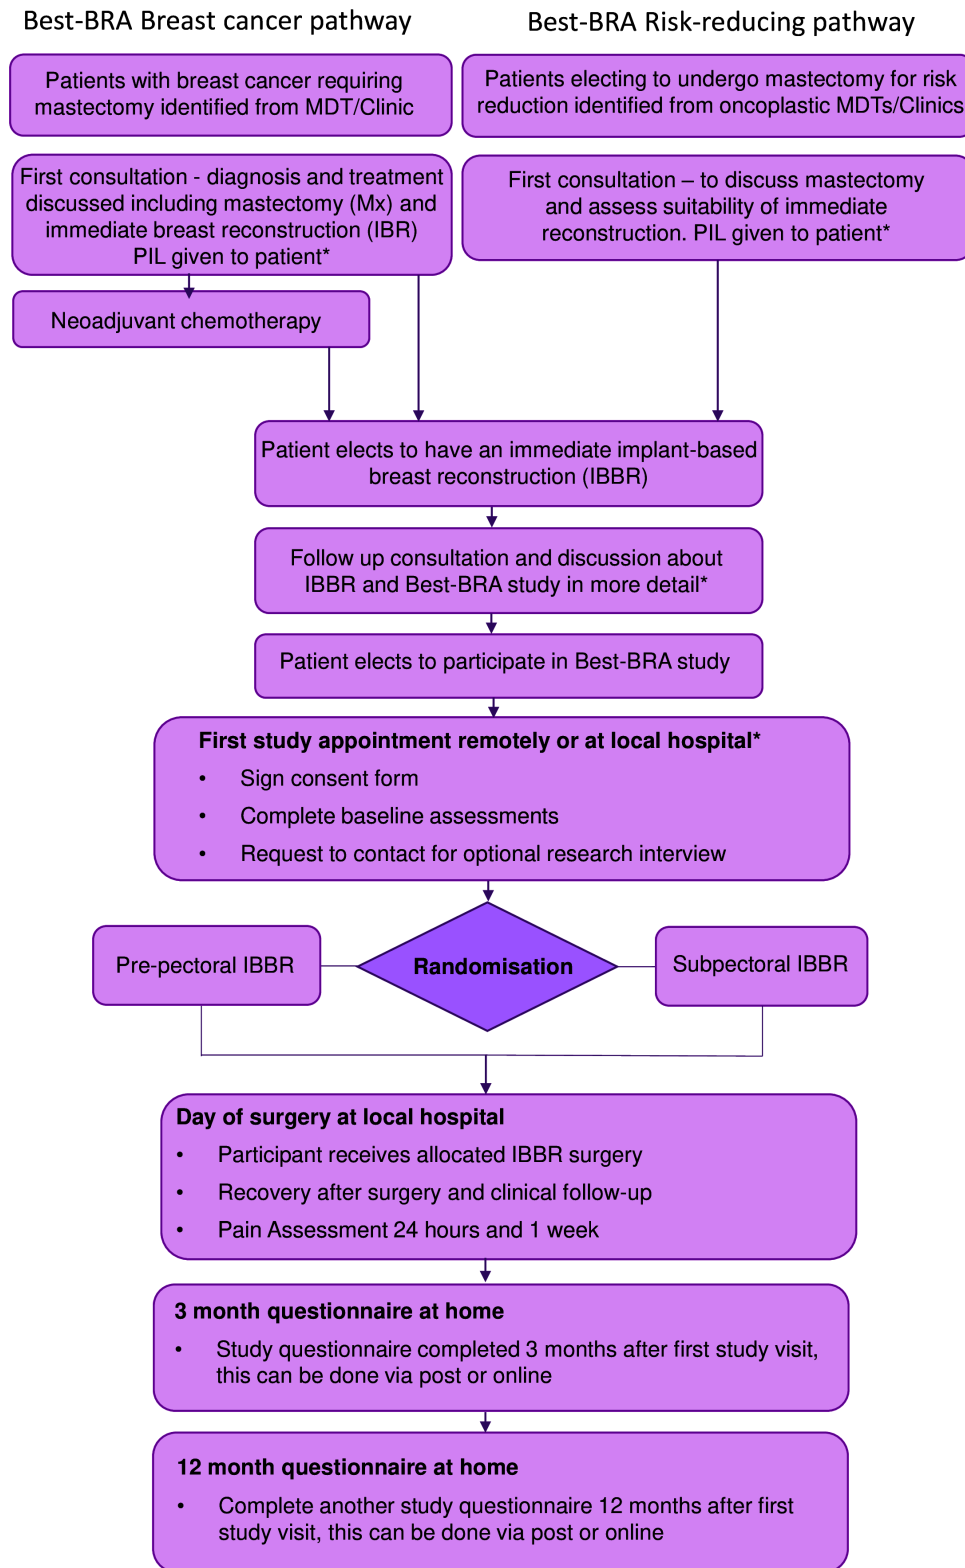 Best-BRA Breast cancer pathway
Best-BRA Risk-reducing pathway
Patients with breast cancer requiring
mastectomy identified from MDT/Clinic
Patients electing to undergo mastectomy for risk
reduction identified from oncoplastic MDTs/Clinics
First consultation - diagnosis and treatment
discussed including mastectomy (Mx) and
immediate breast reconstruction (IBR)
PIL given to patient*
First consultation – to discuss mastectomy
and assess suitability of immediate
reconstruction. PIL given to patient*
Neoadjuvant chemotherapy
Patient elects to have an immediate implant-based
breast reconstruction (IBBR)
Follow up consultation and discussion about
IBBR and Best-BRA study in more detail*
Patient elects to participate in Best-BRA study
First study appointment remotely or at local hospital*
• Sign consent form
• Complete baseline assessments
• Request to contact for optional research interview
Pre-pectoral IBBR
Randomisation
Subpectoral IBBR
Day of surgery at local hospital
• Participant receives allocated IBBR surgery
• Recovery after surgery and clinical follow-up
• Pain Assessment 24 hours and 1 week
3 month questionnaire at home
• Study questionnaire completed 3 months after first study visit,
this can be done via post or online
12 month questionnaire at home
• Complete another study questionnaire 12 months after first
study visit, this can be done via post or online